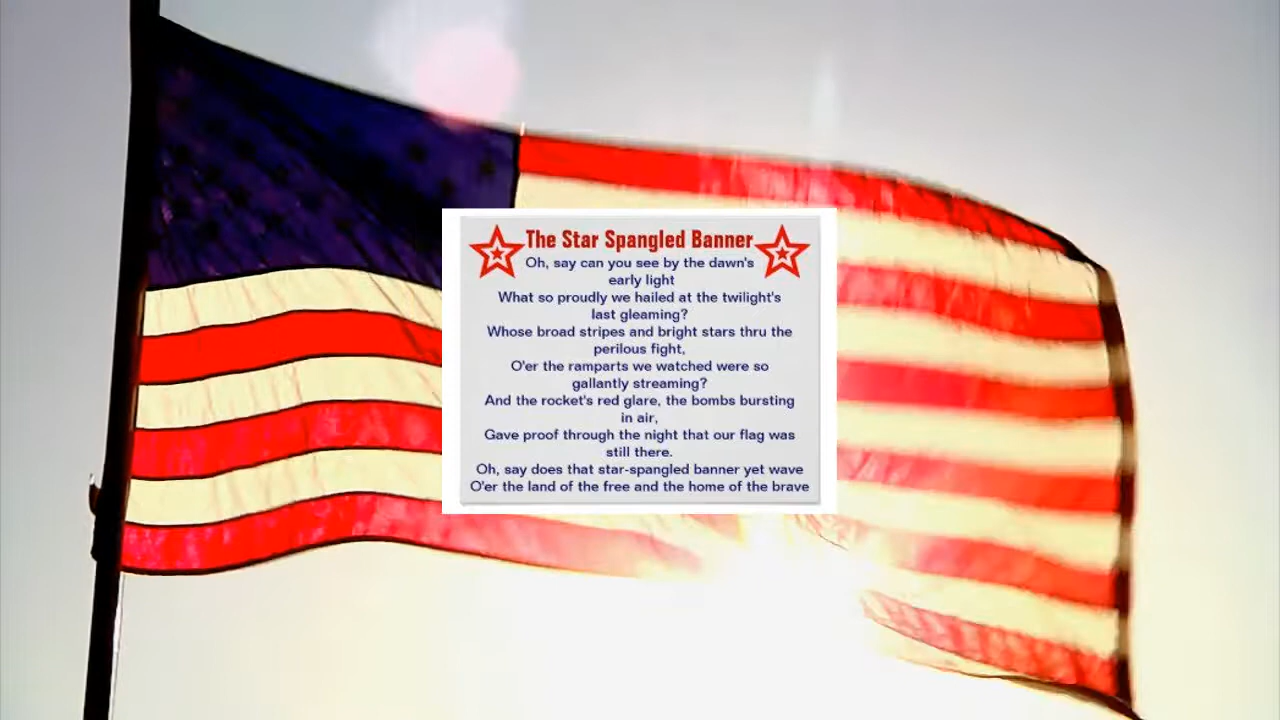 The Star Spangled Banner
Oh, say can you see by the dawn's
early light
What so proudly we hailed at the twilight's
last gleaming?
Whose broad stripes and bright stars thru the
perilous fight,
O'er the ramparts we watched were so
gallantly streaming?
And the rocket's red glare, the bombs bursting
in air,
Gave proof through the night that our flag was
still there.
Oh, say does that star-spangled banner yet wave
O'er the land of the free and the home of the brave